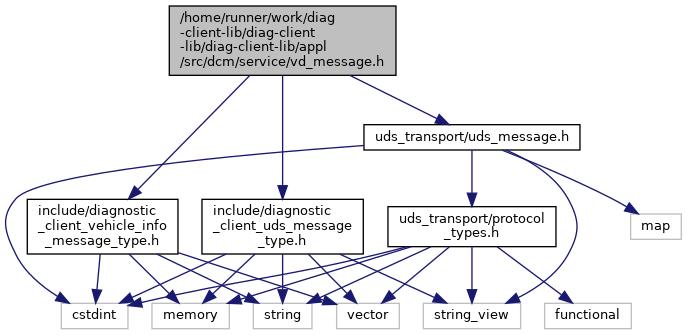 /home/runner/work/diag
-client-lib/diag-client
-lib/diag-client-lib/appl
/src/dcm/service/vd_message.h
uds_transport/uds_message.h
include/diagnostic
_client_vehicle_info
_message_type.h
include/diagnostic
_client_uds_message
_type.h
uds_transport/protocol
_types.h
map
cstdint
memory
string
vector
string_view
functional